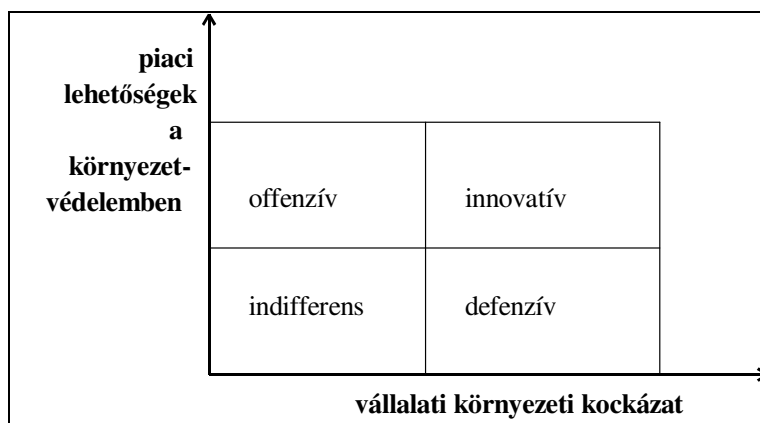 piaci
lehetőségek
a
környezet-
védelemben
offenzív innovatív
indifferens defenzív
vállalati környezeti kockázat